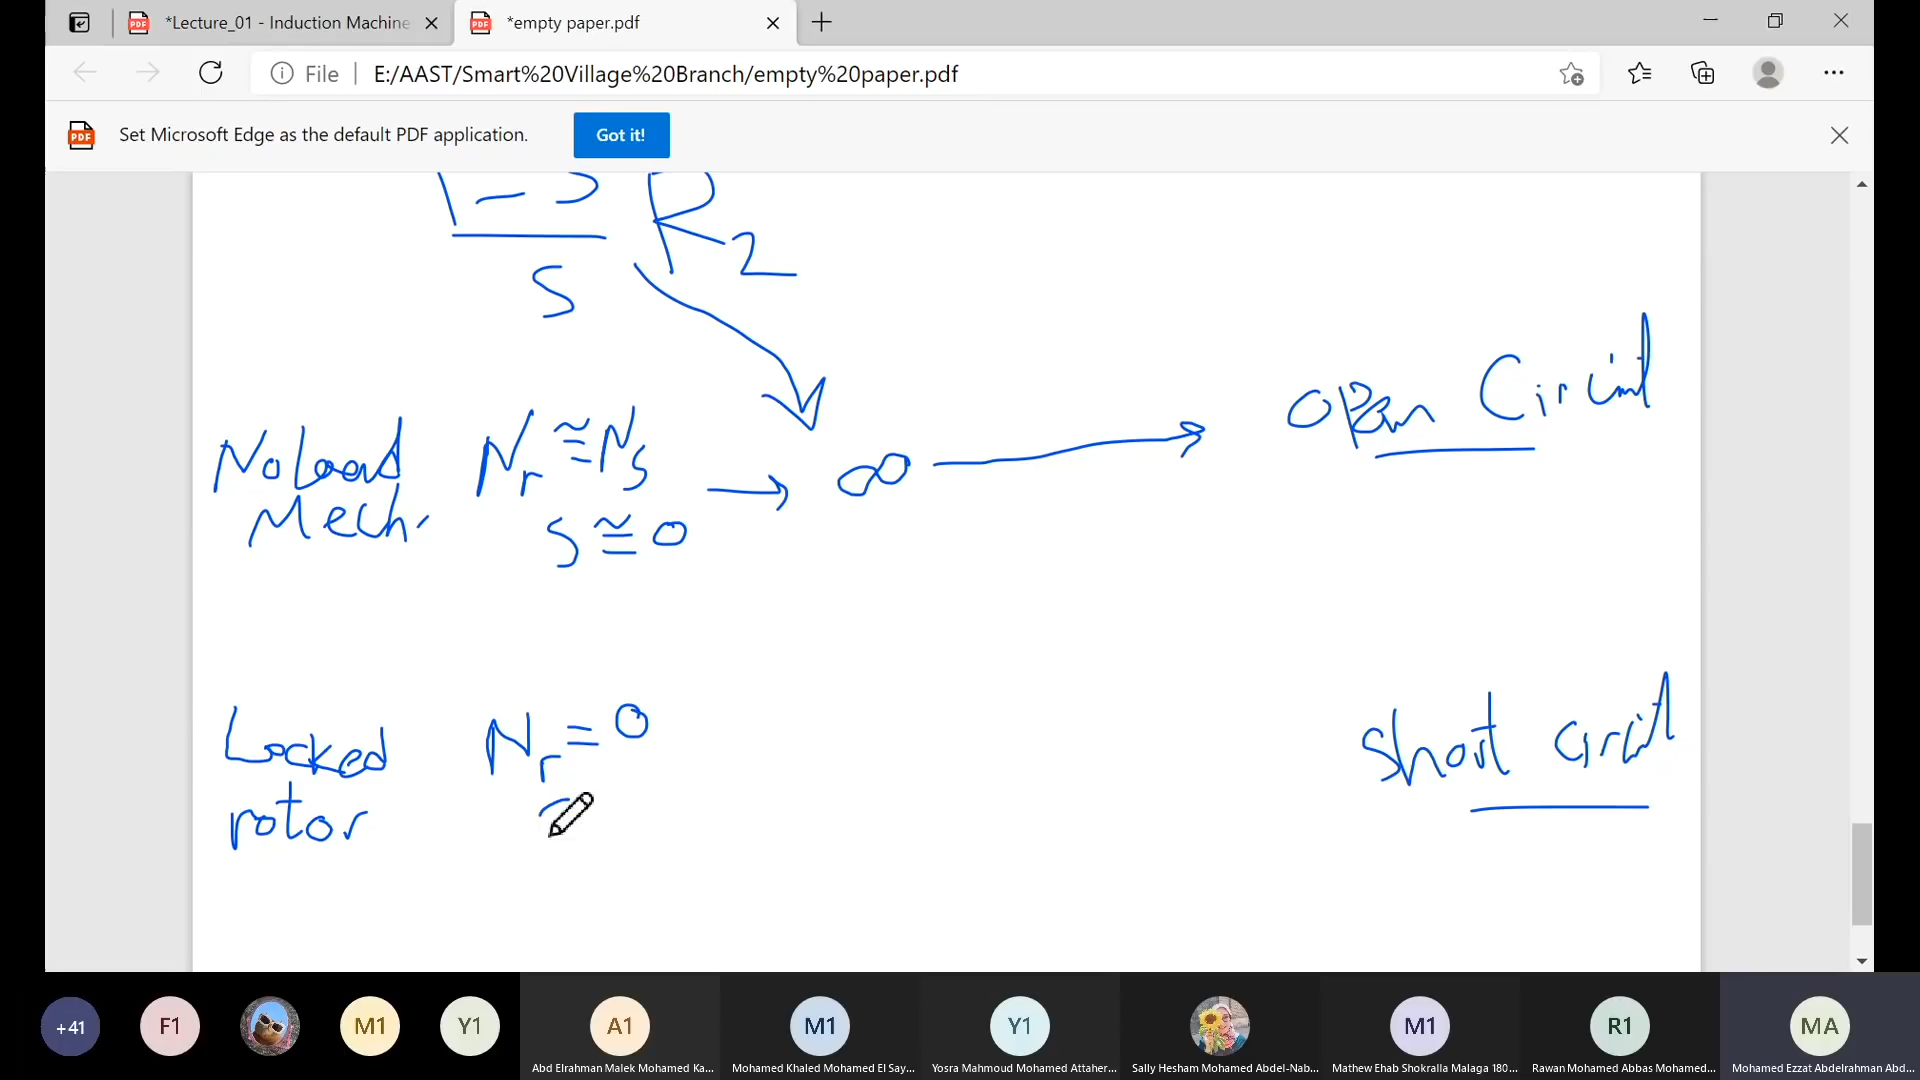 *Lecture_01 - Induction Machine
*empty paper.pdf
File | E:/AAST/Smart%20Village%20Branch/empty%20paper.pdf
PDF Set Microsoft Edge as the default PDF application. Got it!
1-S R2
S
Open Circuit
No Load Nr ≅ Ns → ∞
Mech. S ≅ 0
Locked Nr = 0 Short circuit
rotor
+41 F1 M1 Y1 A1 M1 Y1 M1 R1 MA
Abd Elrahman Malek Mohamed Ka... Mohamed Khaled Mohamed El Say... Yosra Mahmoud Mohamed Attaher... Sally Hesham Mohamed Abdel-Nab... Mathew Ehab Shokralla Malaga 180... Rawan Mohamed Abbas Mohamed... Mohamed Ezzat Abdelrahman Abd...